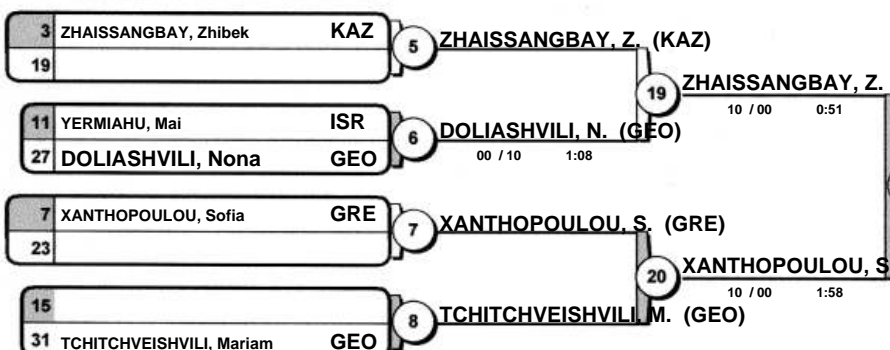 3 ZHAISSANGBAY, Zhibek KAZ
19
5 ZHAISSANGBAY, Z. (KAZ)
19 ZHAISSANGBAY, Z.
10 / 00 0:51
11 YERMIAHU, Mai ISR
27 DOLIASHVILI, Nona GEO
6 DOLIASHVILI, N. (GEO)
00 / 10 1:08
7 XANTHOPOULOU, Sofia GRE
23
7 XANTHOPOULOU, S. (GRE)
20 XANTHOPOULOU, S
10 / 00 1:58
15
31 TCHITCHVEISHVILI, Mariam GEO
8 TCHITCHVEISHVILI, M. (GEO)